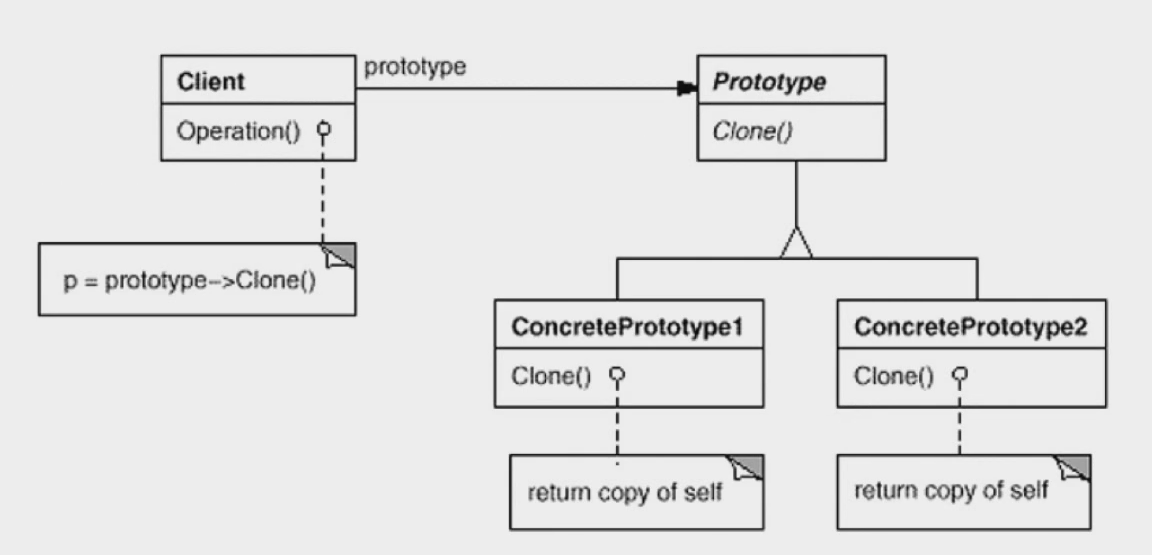 Client
prototype
Prototype
Operation()
Clone()
p = prototype->Clone()
ConcretePrototype1
ConcretePrototype2
Clone()
Clone()
return copy of self
return copy of self